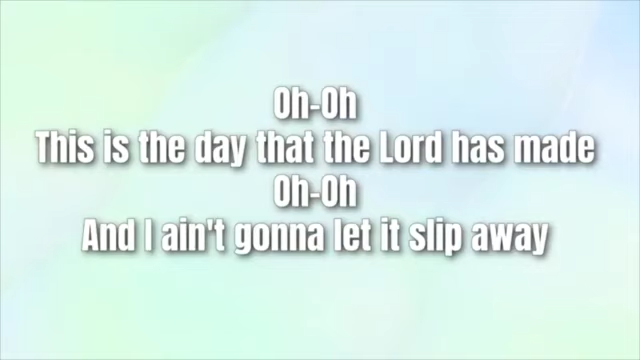 Oh-Oh
This is the day that the Lord has made
Oh-Oh
And I ain't gonna let it slip away